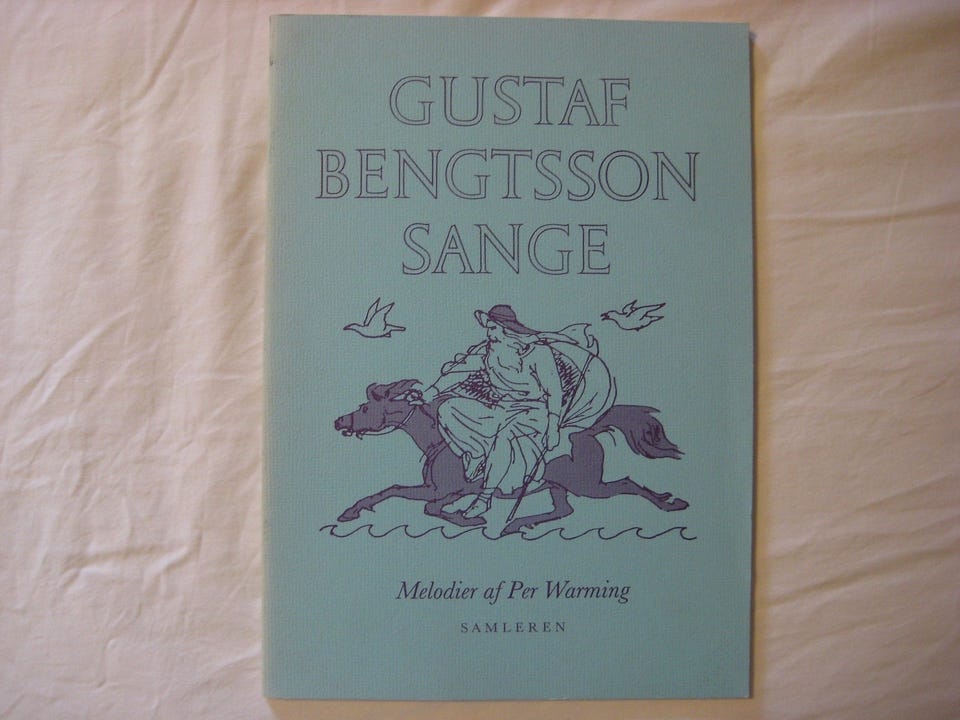 GUSTAF
BENGTSSON
SANGE
Melodier af Per Warming
SAMLEREN